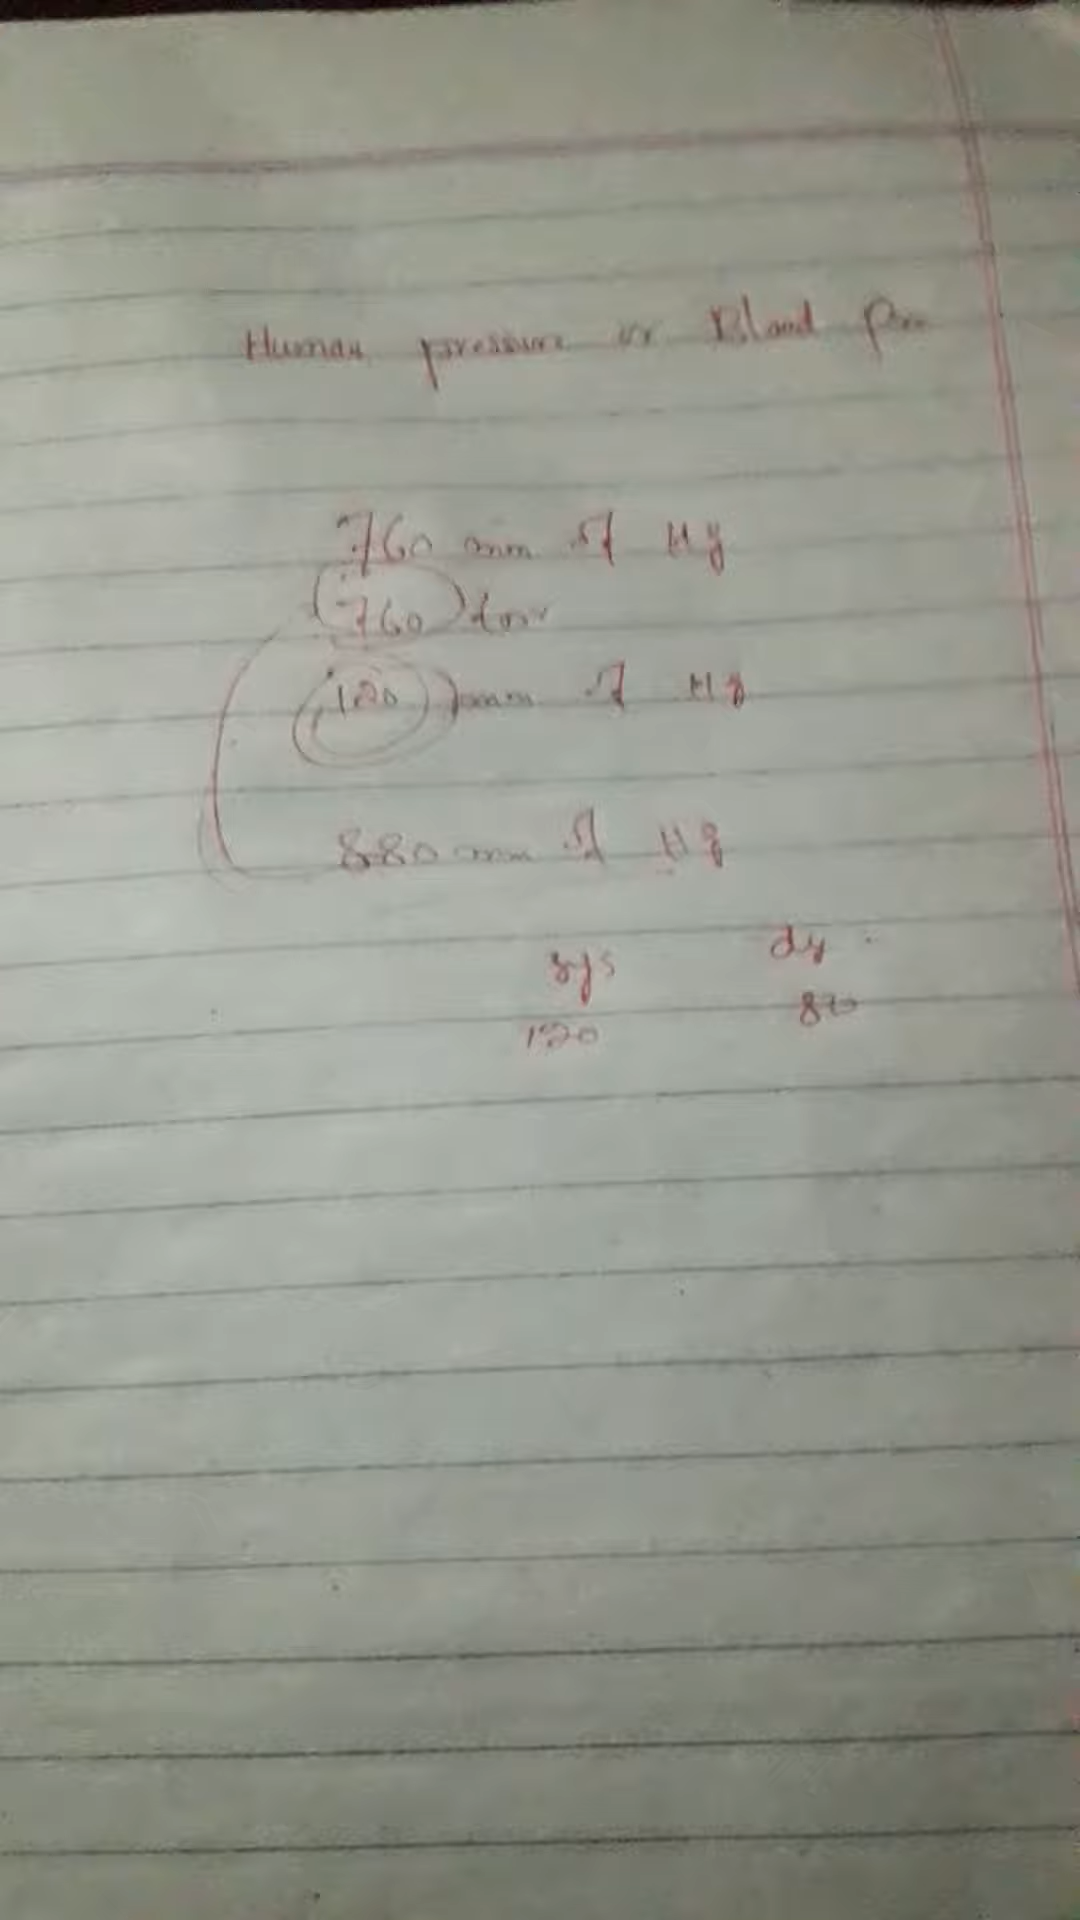 Human pressure or Blood Pre
760 mm of Hg
760 torr
120 mm of Hg
880 mm of Hg
sys dy
120 80